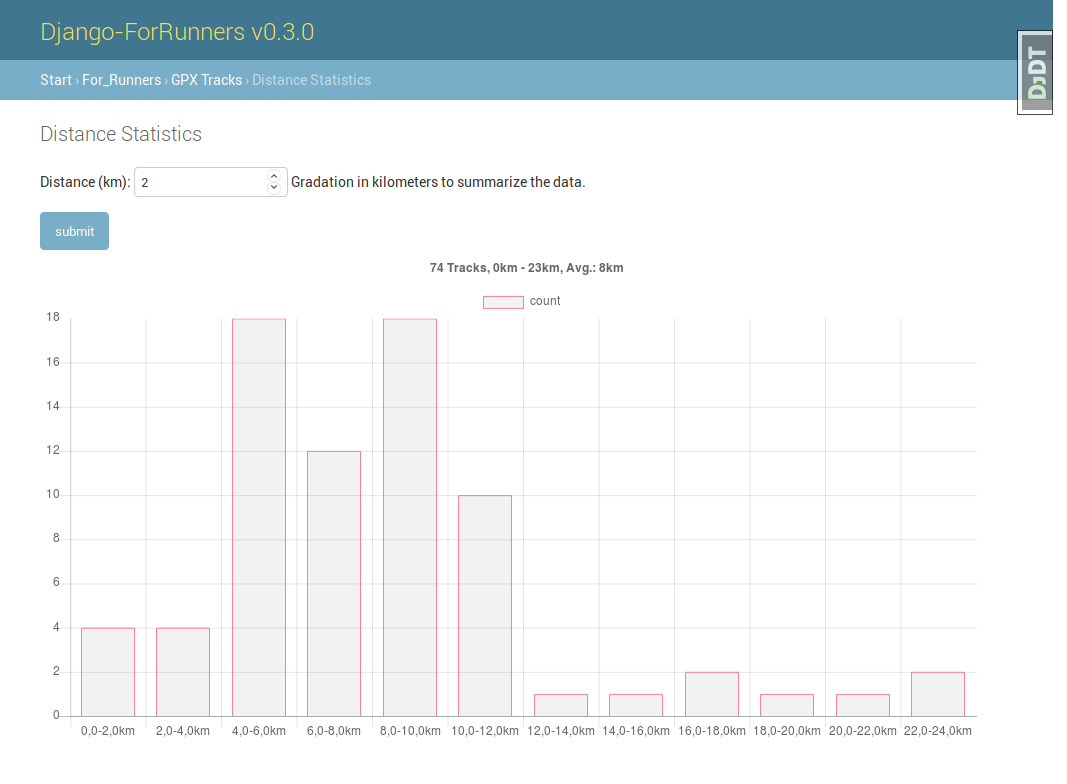 Django-ForRunners v0.3.0
DjDT
Start › For_Runners › GPX Tracks › Distance Statistics
Distance Statistics
Distance (km): 2 Gradation in kilometers to summarize the data.
submit
74 Tracks, 0km - 23km, Avg.: 8km
count
18
16
14
12
10
8
6
4
2
0
0,0-2,0km 2,0-4,0km 4,0-6,0km 6,0-8,0km 8,0-10,0km 10,0-12,0km 12,0-14,0km 14,0-16,0km 16,0-18,0km 18,0-20,0km 20,0-22,0km 22,0-24,0km